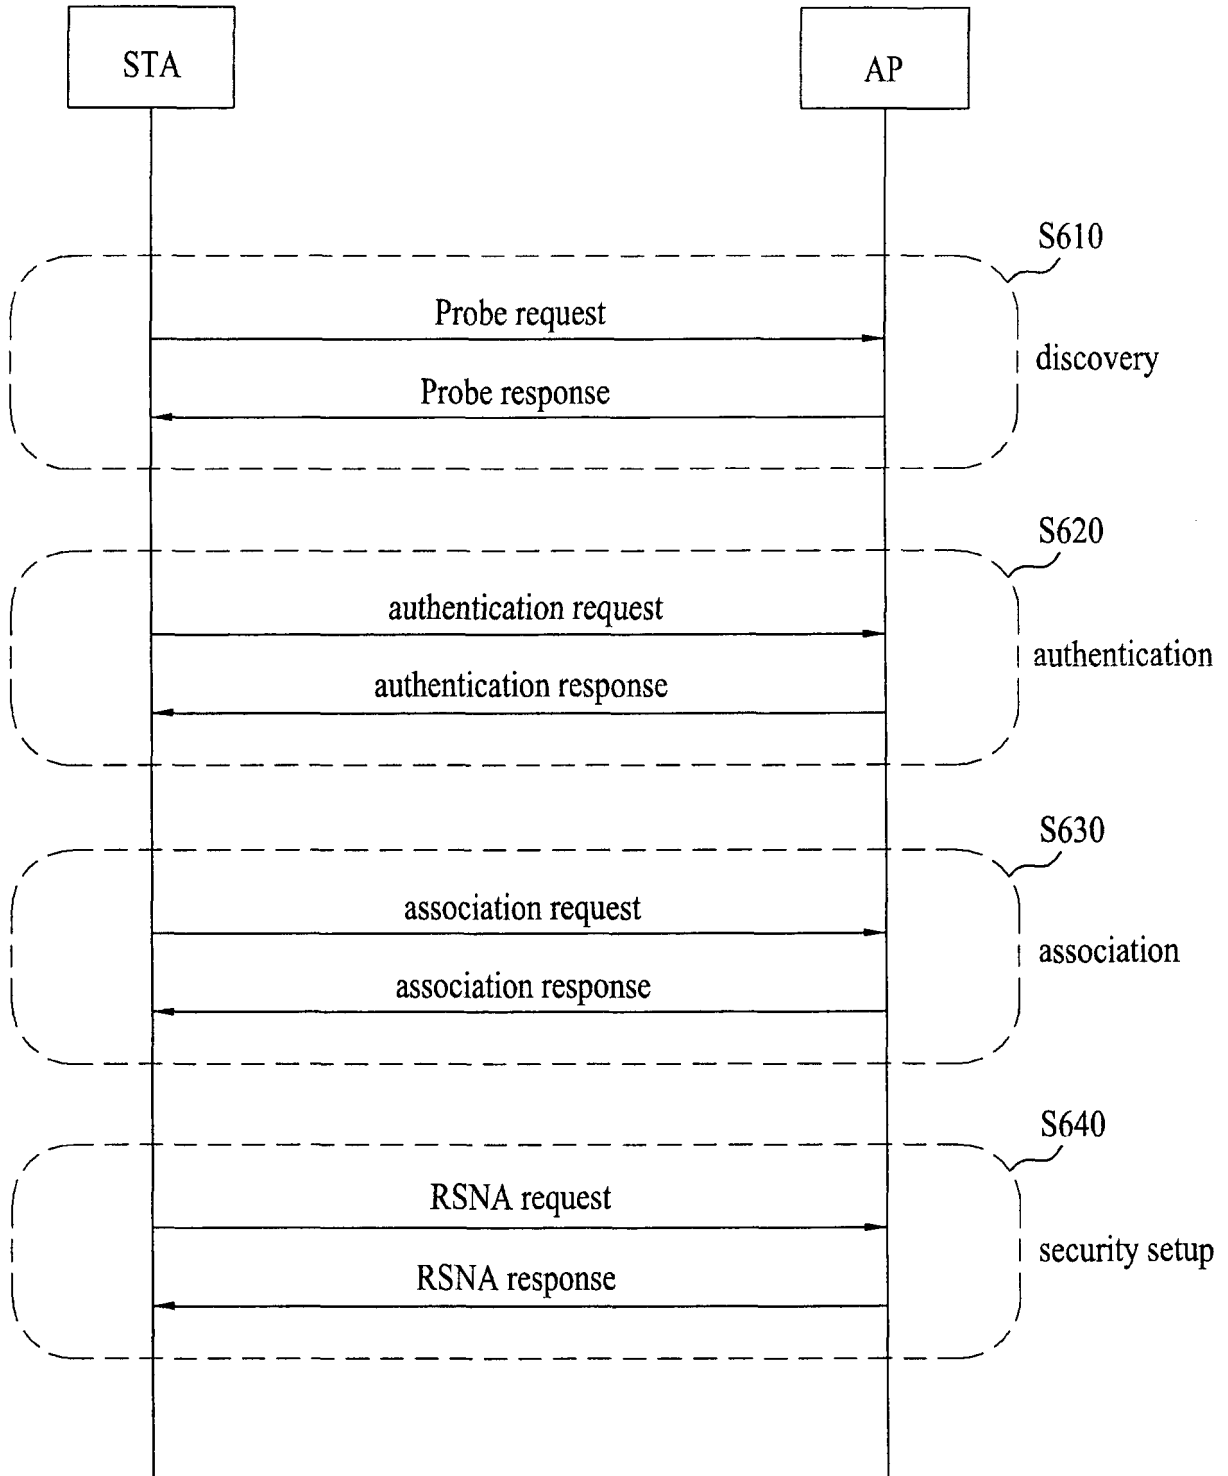 STA
AP
S610
Probe request
discovery
Probe response
S620
authentication request
authentication
authentication response
S630
association request
association
association response
S640
RSNA request
security setup
RSNA response